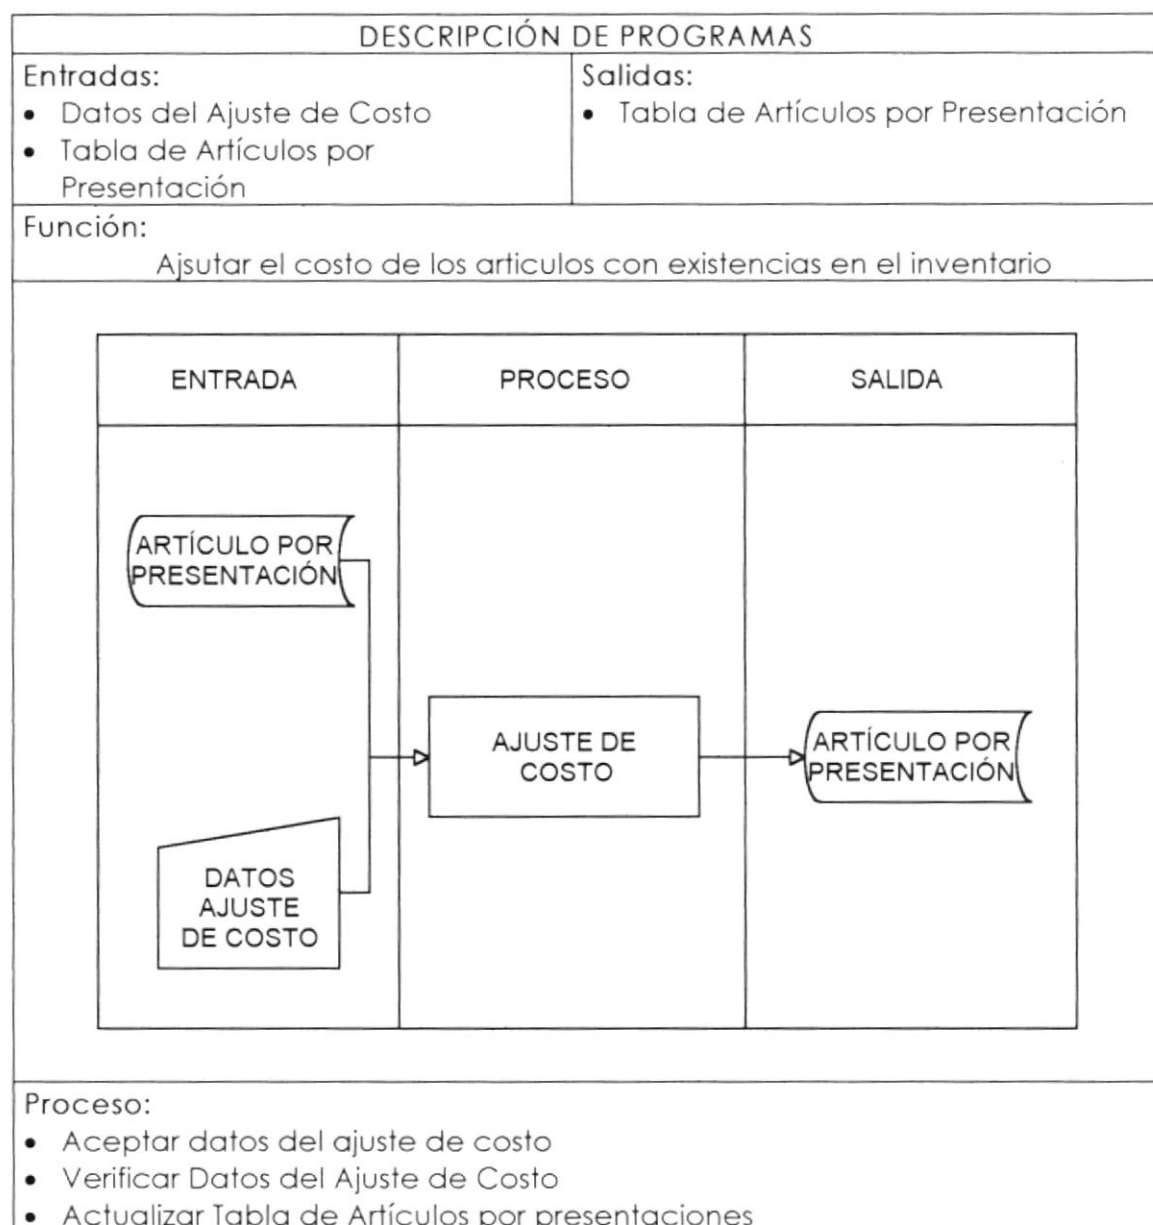 DESCRIPCIÓN DE PROGRAMAS
Entradas:
• Datos del Ajuste de Costo
• Tabla de Artículos por
Presentación
Salidas:
• Tabla de Artículos por Presentación
Función:
Ajsutar el costo de los articulos con existencias en el inventario
ENTRADA
PROCESO
SALIDA
ARTÍCULO POR
PRESENTACIÓN
AJUSTE DE
COSTO
ARTÍCULO POR
PRESENTACIÓN
DATOS
AJUSTE
DE COSTO
Proceso:
• Aceptar datos del ajuste de costo
• Verificar Datos del Ajuste de Costo
• Actualizar Tabla de Artículos por presentaciones